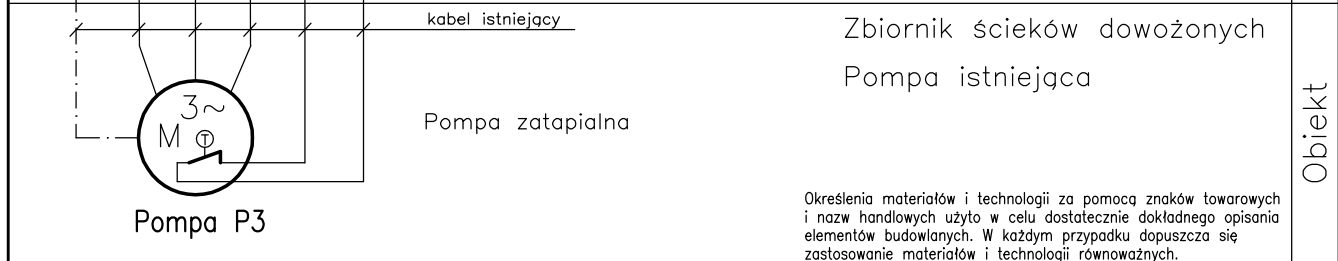 kabel istniejący
Zbiornik ścieków dowożonych
Pompa istniejąca
Obiekt
3~
M
T
Pompa zatapialna
Pompa P3
Określenia materiałów i technologii za pomocą znaków towarowych
i nazw handlowych użyto w celu dostatecznie dokładnego opisania
elementów budowlanych. W każdym przypadku dopuszcza się
zastosowanie materiałów i technologii równoważnych.